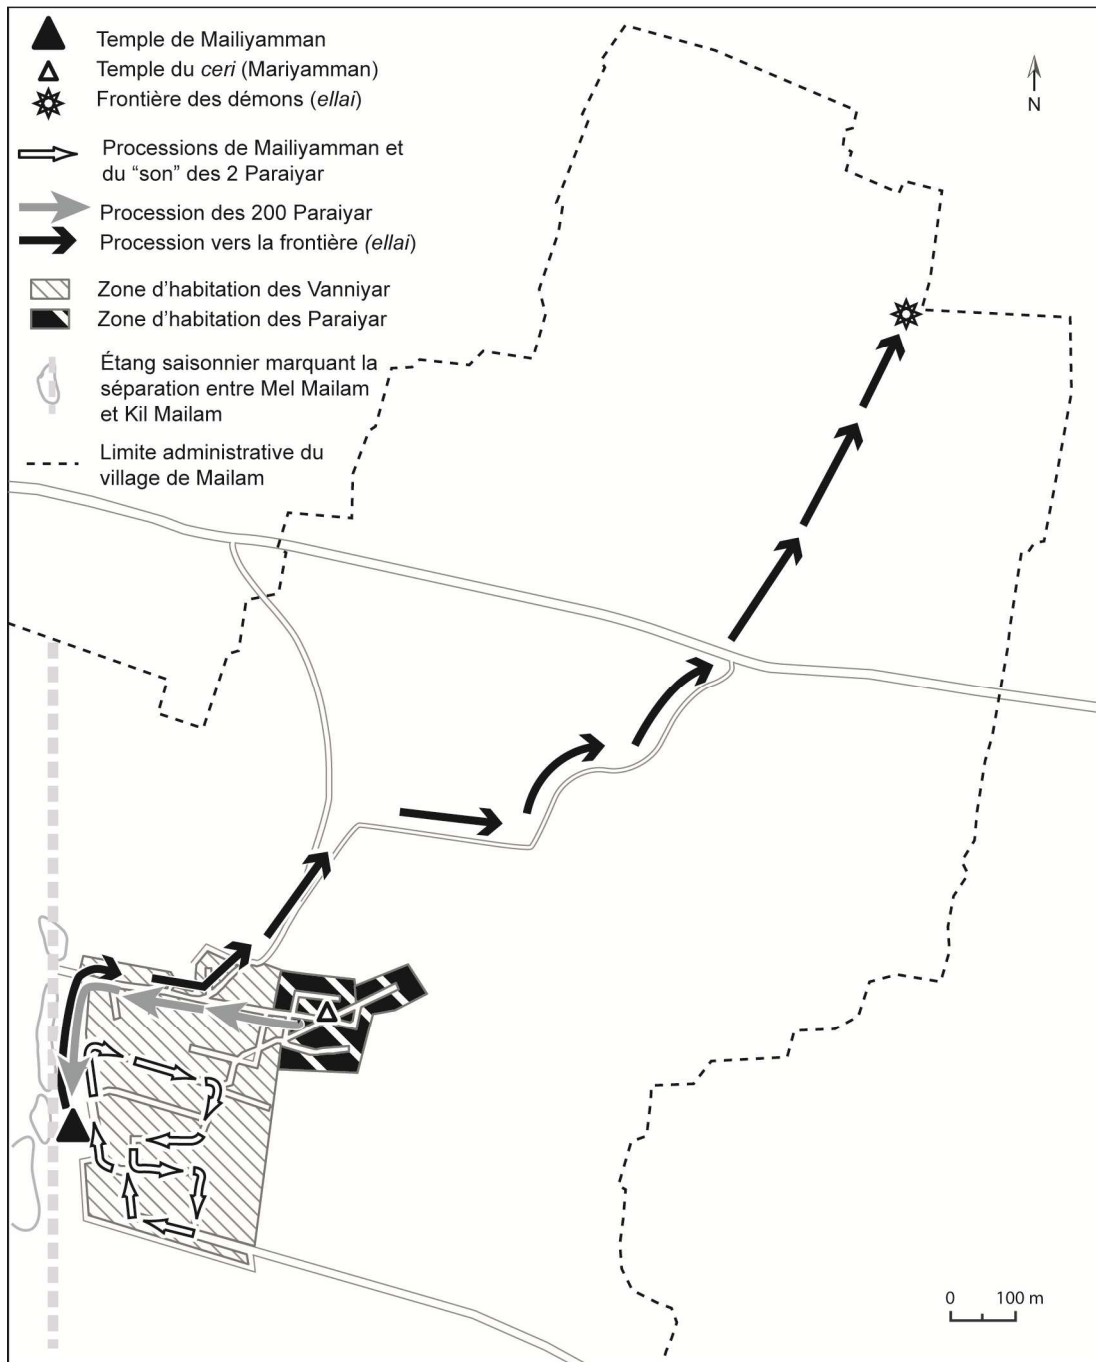 Temple de Mailiyamman
Temple du ceri (Mariyamman)
Frontière des démons (ellai)
Processions de Mailiyamman et
du “son” des 2 Paraiyar
Procession des 200 Paraiyar
Procession vers la frontière (ellai)
Zone d’habitation des Vanniyar
Zone d’habitation des Paraiyar
Étang saisonnier marquant la
séparation entre Mel Mailam
et Kil Mailam
Limite administrative du
village de Mailam
N
0 100 m